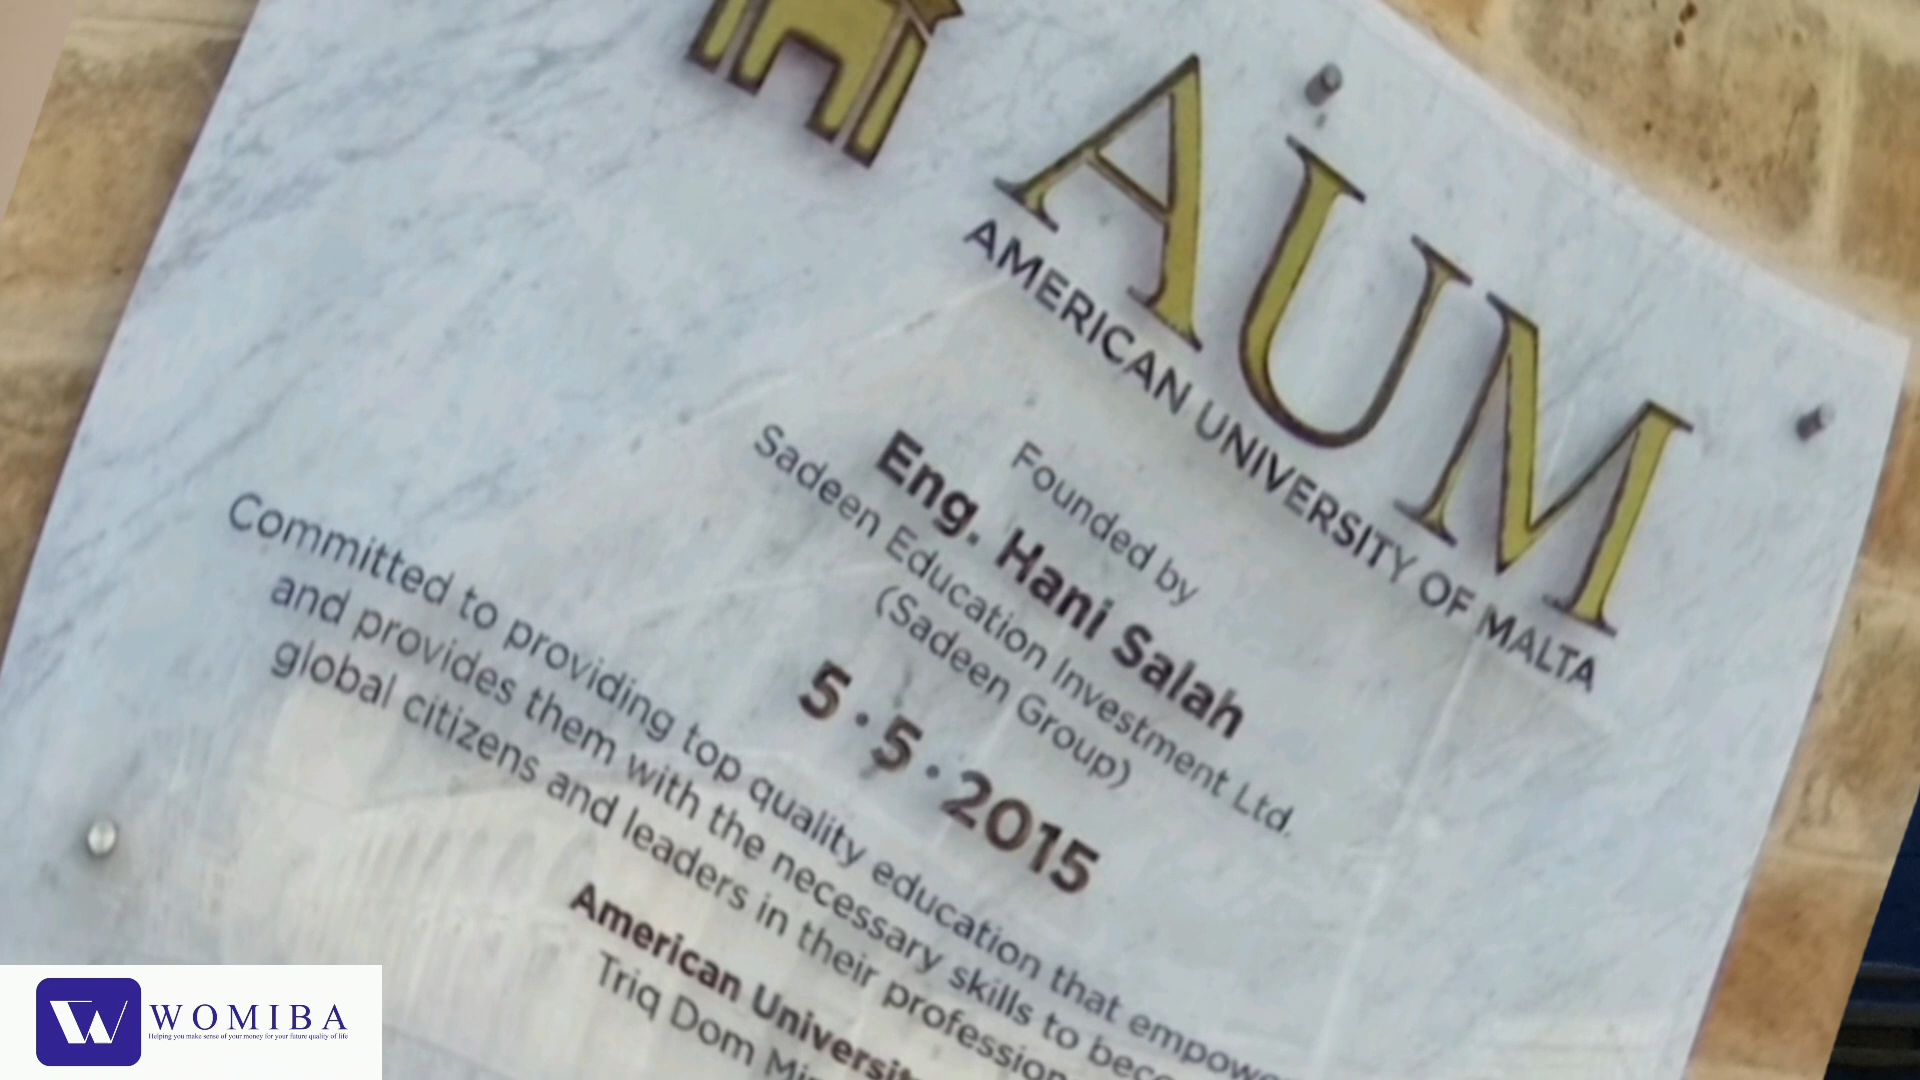 AUM
AMERICAN UNIVERSITY OF MALTA
Founded by
Eng. Hani Salah
Sadeen Education Investment Ltd.
(Sadeen Group)
5·5·2015
Committed to providing top quality education that empow
and provides them with the necessary skills to bec
global citizens and leaders in their profession
American Universit
Triq Dom Mi
WOMIBA
Helping you make sense of your money for your future quality of life